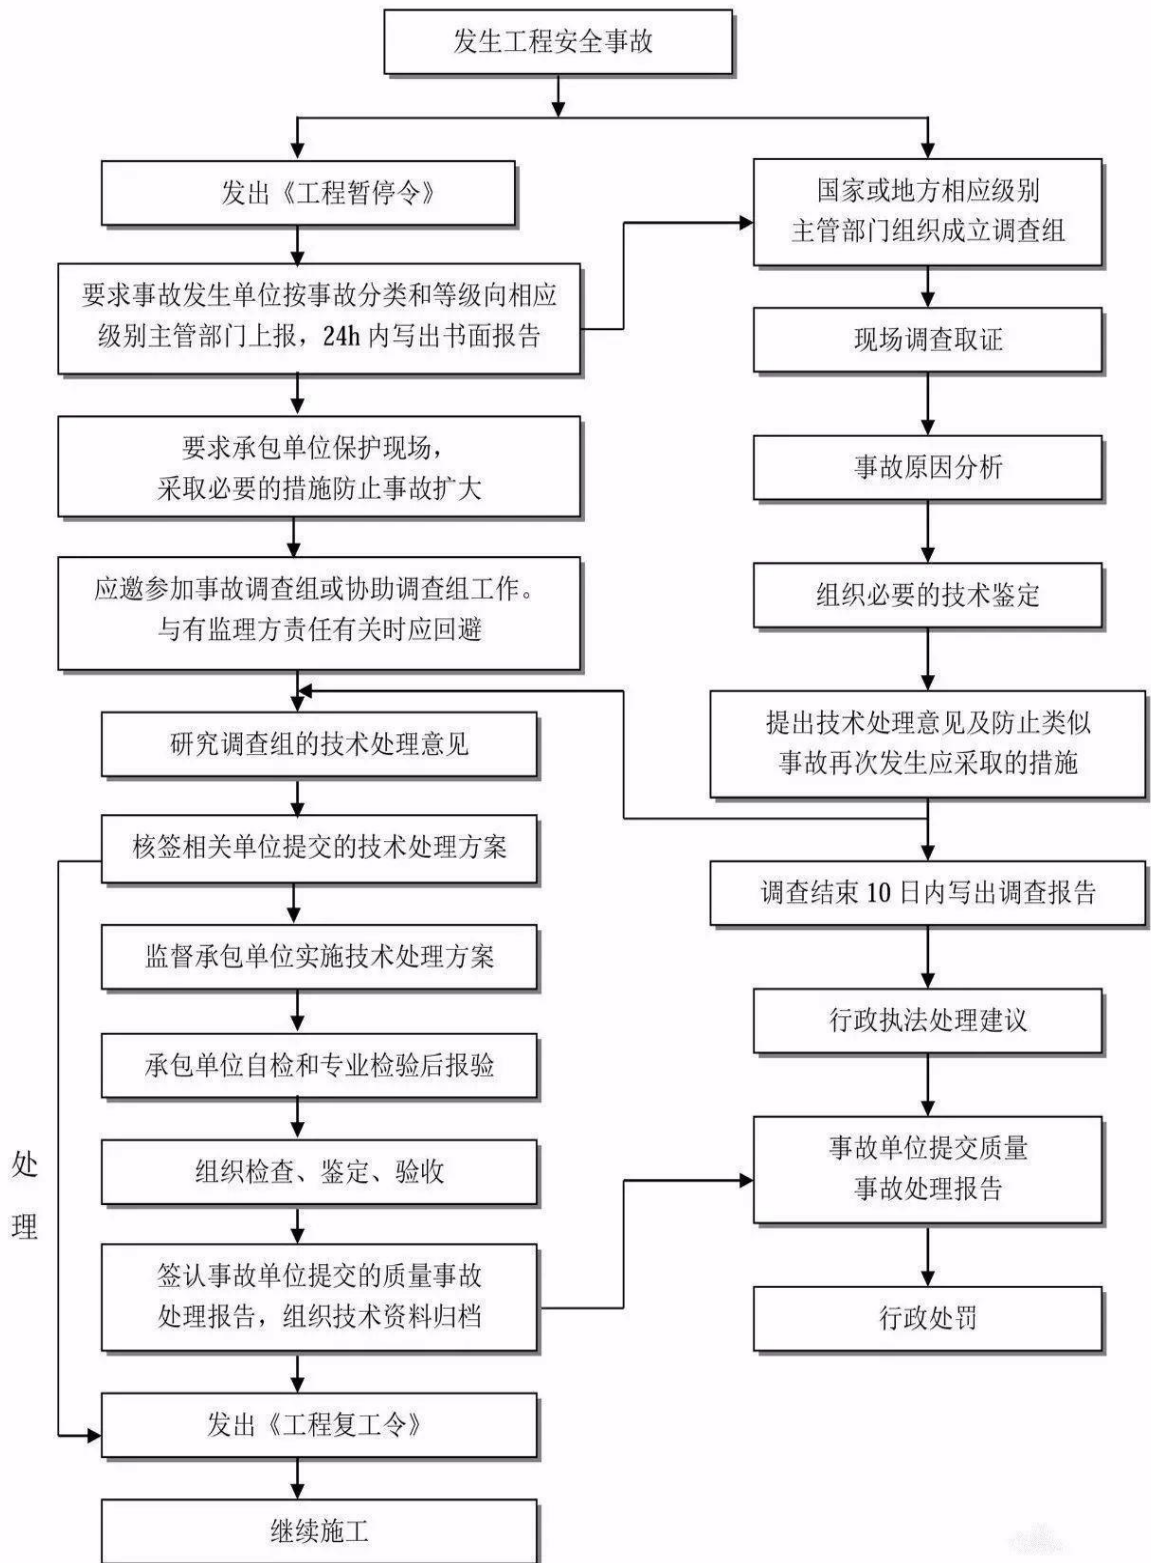 发生工程安全事故
发出《工程暂停令》
要求事故发生单位按事故分类和等级向相应
级别主管部门上报，24h 内写出书面报告
要求承包单位保护现场，
采取必要的措施防止事故扩大
应邀参加事故调查组或协助调查组工作。
与有监理方责任有关时应回避
研究调查组的技术处理意见
核签相关单位提交的技术处理方案
监督承包单位实施技术处理方案
承包单位自检和专业检验后报验
组织检查、鉴定、验收
签认事故单位提交的质量事故
处理报告，组织技术资料归档
发出《工程复工令》
继续施工
处
理
国家或地方相应级别
主管部门组织成立调查组
现场调查取证
事故原因分析
组织必要的技术鉴定
提出技术处理意见及防止类似
事故再次发生应采取的措施
调查结束 10 日内写出调查报告
行政执法处理建议
事故单位提交质量
事故处理报告
行政处罚